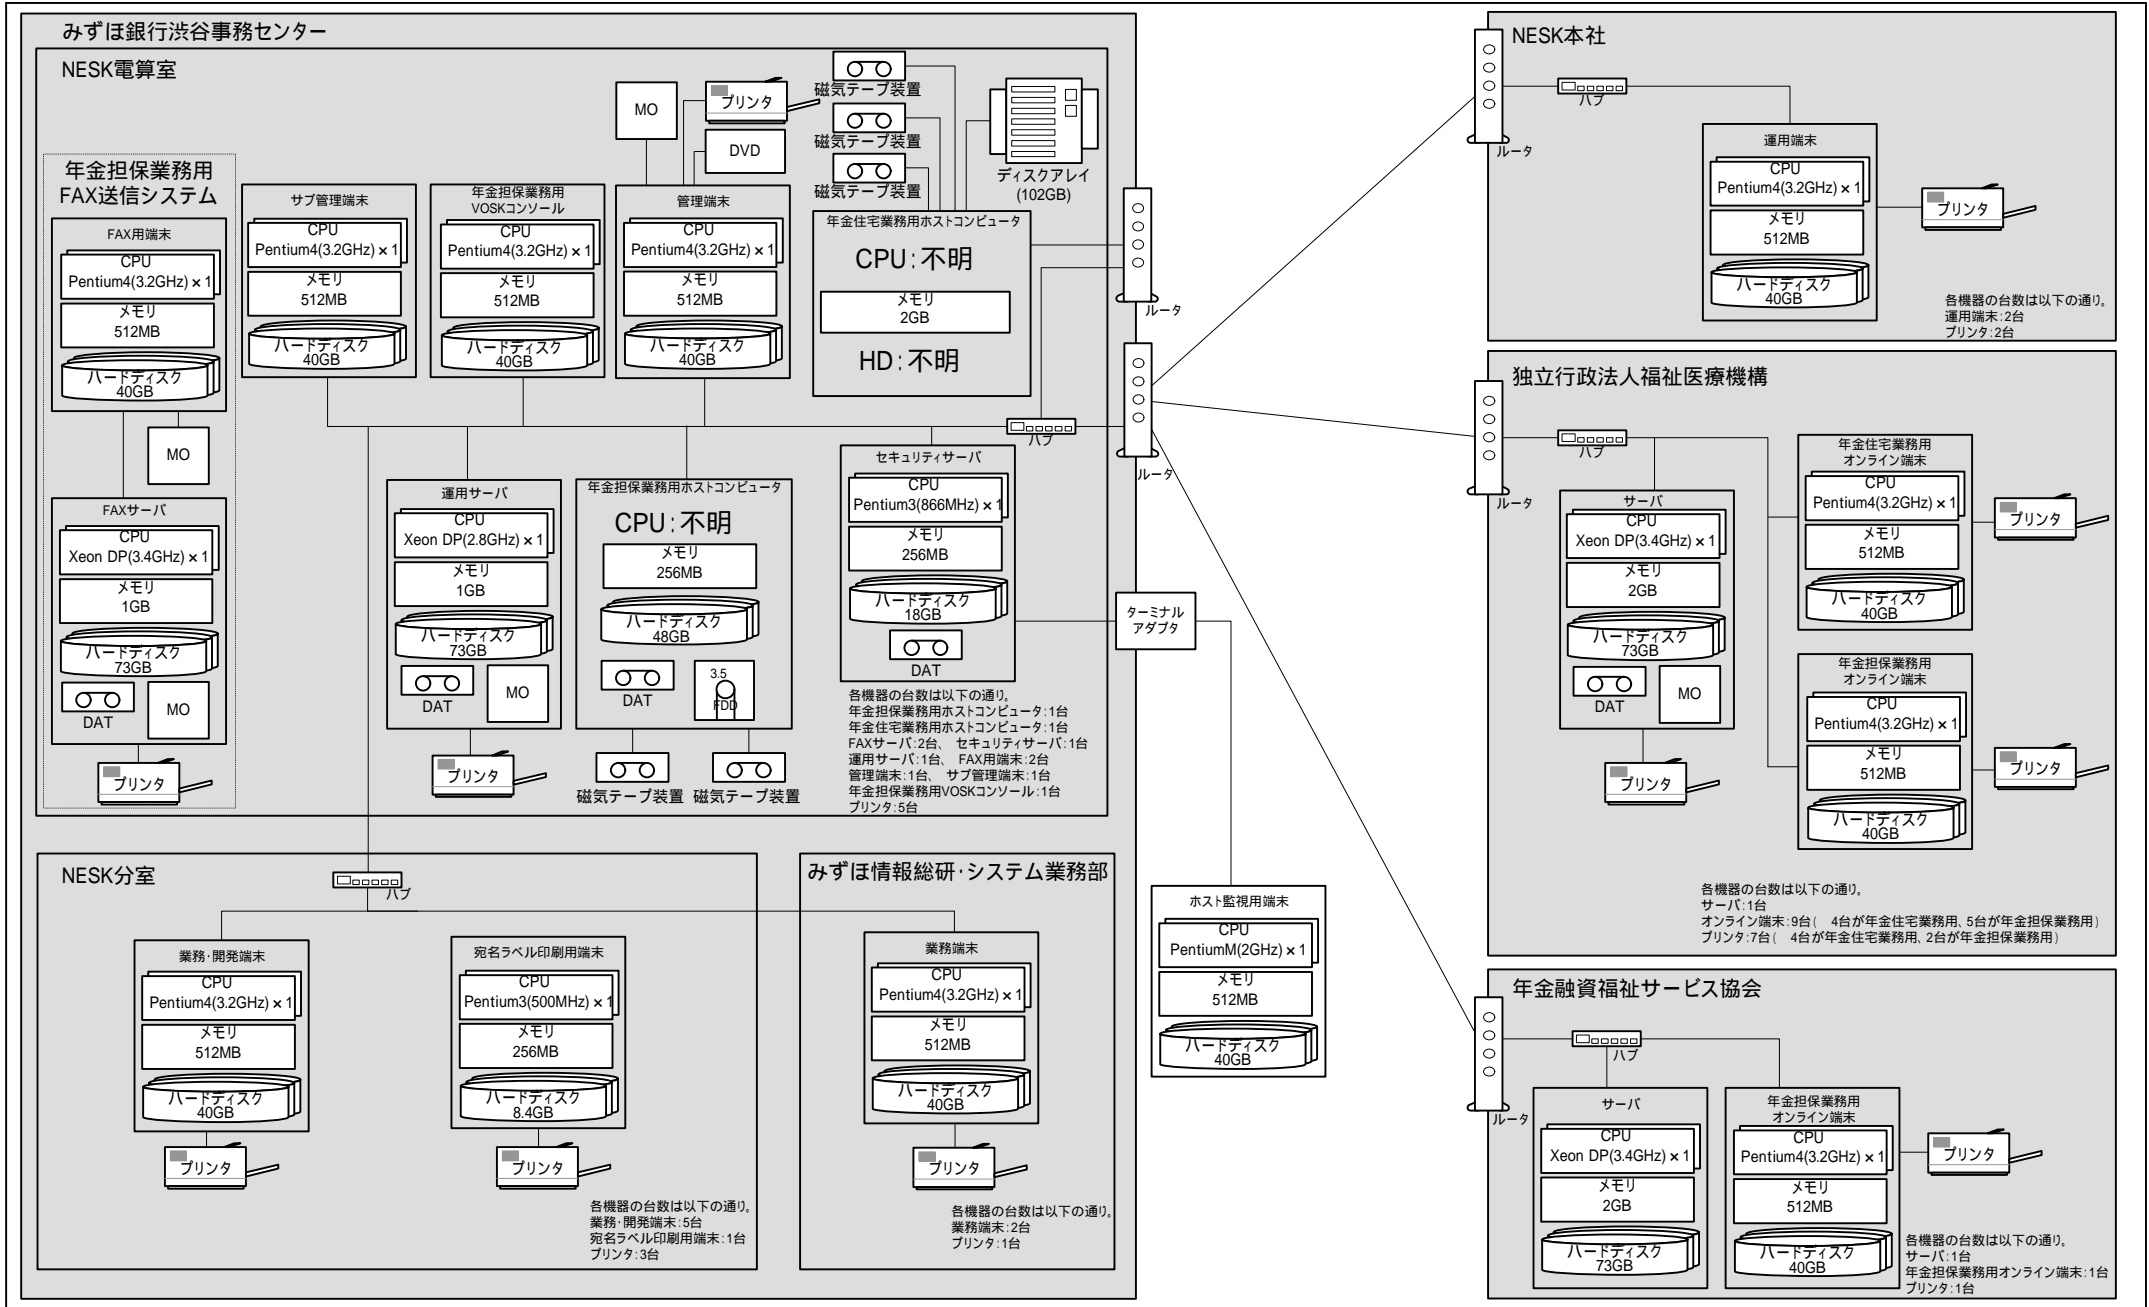 みずほ銀行渋谷事務センター
NESK電算室
MO
プリンタ
DVD
磁気テープ装置
磁気テープ装置
磁気テープ装置
ディスクアレイ
(102GB)
年金担保業務用
FAX送信システム
FAX用端末
CPU
Pentium4(3.2GHz) × 1
メモリ
512MB
ハードディスク
40GB
MO
FAXサーバ
CPU
Xeon DP(3.4GHz) × 1
メモリ
1GB
ハードディスク
73GB
DAT
MO
プリンタ
サブ管理端末
CPU
Pentium4(3.2GHz) × 1
メモリ
512MB
ハードディスク
40GB
年金担保業務用
VOSKコンソール
CPU
Pentium4(3.2GHz) × 1
メモリ
512MB
ハードディスク
40GB
管理端末
CPU
Pentium4(3.2GHz) × 1
メモリ
512MB
ハードディスク
40GB
年金住宅業務用ホストコンピュータ
CPU:不明
メモリ
2GB
HD:不明
ルータ
ハブ
ルータ
運用サーバ
CPU
Xeon DP(2.8GHz) × 1
メモリ
1GB
ハードディスク
73GB
DAT
MO
プリンタ
年金担保業務用ホストコンピュータ
CPU:不明
メモリ
256MB
ハードディスク
48GB
DAT
3.5
FDD
磁気テープ装置
磁気テープ装置
セキュリティサーバ
CPU
Pentium3(866MHz) × 1
メモリ
256MB
ハードディスク
18GB
DAT
ターミナル
アダプタ
各機器の台数は以下の通り。
年金担保業務用ホストコンピュータ:1台
年金住宅業務用ホストコンピュータ:1台
FAXサーバ:2台、 セキュリティサーバ:1台
運用サーバ:1台、 FAX用端末:2台
管理端末:1台、 サブ管理端末:1台
年金担保業務用VOSKコンソール:1台
プリンタ:5台
NESK分室
ハブ
業務・開発端末
CPU
Pentium4(3.2GHz) × 1
メモリ
512MB
ハードディスク
40GB
プリンタ
宛名ラベル印刷用端末
CPU
Pentium3(500MHz) × 1
メモリ
256MB
ハードディスク
8.4GB
プリンタ
各機器の台数は以下の通り。
業務・開発端末:5台
宛名ラベル印刷用端末:1台
プリンタ:3台
みずほ情報総研・システム業務部
業務端末
CPU
Pentium4(3.2GHz) × 1
メモリ
512MB
ハードディスク
40GB
プリンタ
各機器の台数は以下の通り。
業務端末:2台
プリンタ:1台
ホスト監視用端末
CPU
PentiumM(2GHz) × 1
メモリ
512MB
ハードディスク
40GB
NESK本社
ハブ
ルータ
運用端末
CPU
Pentium4(3.2GHz) × 1
メモリ
512MB
ハードディスク
40GB
プリンタ
各機器の台数は以下の通り。
運用端末:2台
プリンタ:2台
独立行政法人福祉医療機構
ハブ
ルータ
サーバ
CPU
Xeon DP(3.4GHz) × 1
メモリ
2GB
ハードディスク
73GB
DAT
MO
プリンタ
年金住宅業務用
オンライン端末
CPU
Pentium4(3.2GHz) × 1
メモリ
512MB
ハードディスク
40GB
プリンタ
年金担保業務用
オンライン端末
CPU
Pentium4(3.2GHz) × 1
メモリ
512MB
ハードディスク
40GB
プリンタ
各機器の台数は以下の通り。
サーバ:1台
オンライン端末:9台( 4台が年金住宅業務用、5台が年金担保業務用)
プリンタ:7台( 4台が年金住宅業務用、2台が年金担保業務用)
年金融資福祉サービス協会
ハブ
ルータ
サーバ
CPU
Xeon DP(3.4GHz) × 1
メモリ
2GB
ハードディスク
73GB
年金担保業務用
オンライン端末
CPU
Pentium4(3.2GHz) × 1
メモリ
512MB
ハードディスク
40GB
プリンタ
各機器の台数は以下の通り。
サーバ:1台
年金担保業務用オンライン端末:1台
プリンタ:1台